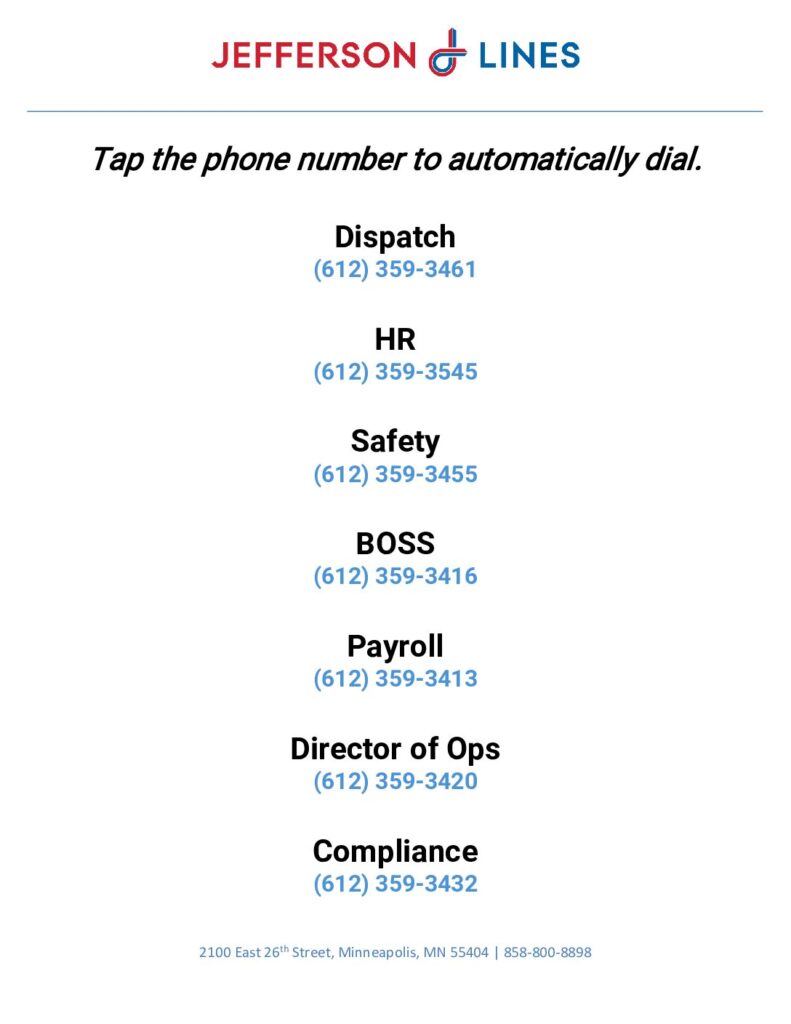 JEFFERSON LINES
Tap the phone number to automatically dial.
Dispatch
(612) 359-3461
HR
(612) 359-3545
Safety
(612) 359-3455
BOSS
(612) 359-3416
Payroll
(612) 359-3413
Director of Ops
(612) 359-3420
Compliance
(612) 359-3432
2100 East 26th Street, Minneapolis, MN 55404 | 858-800-8898